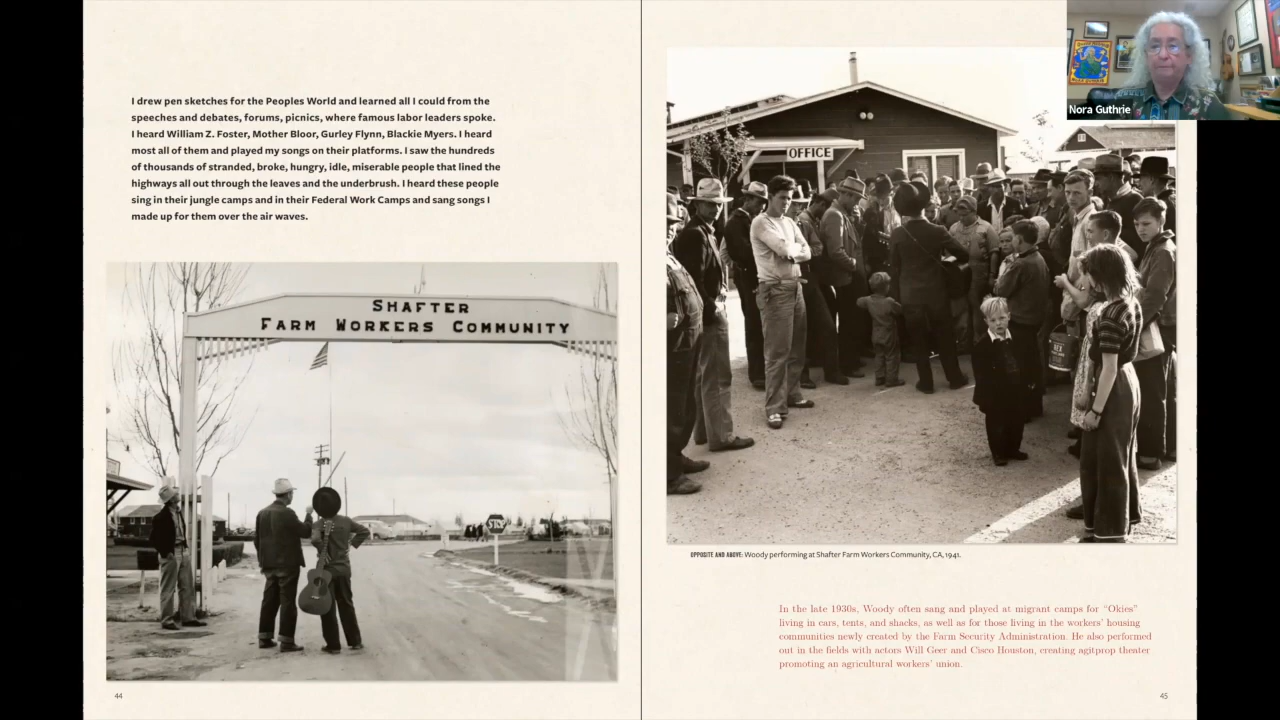 I drew pen sketches for the Peoples World and learned all I could from the
speeches and debates, forums, picnics, where famous labor leaders spoke.
I heard William Z. Foster, Mother Bloor, Gurley Flynn, Blackie Myers. I heard
most all of them and played my songs on their platforms. I saw the hundreds
of thousands of stranded, broke, hungry, idle, miserable people that lined the
highways all out through the leaves and the underbrush. I heard these people
sing in their jungle camps and in their Federal Work Camps and sang songs I
made up for them over the air waves.
SHAFTER
FARM WORKERS COMMUNITY
STOP
44
OFFICE
Nora Guthrie
OPPOSITE AND ABOVE: Woody performing at Shafter Farm Workers Community, CA, 1941.
In the late 1930s, Woody often sang and played at migrant camps for “Okies”
living in cars, tents, and shacks, as well as for those living in the workers’ housing
communities newly created by the Farm Security Administration. He also performed
out in the fields with actors Will Geer and Cisco Houston, creating agitprop theater
promoting an agricultural workers’ union.
45